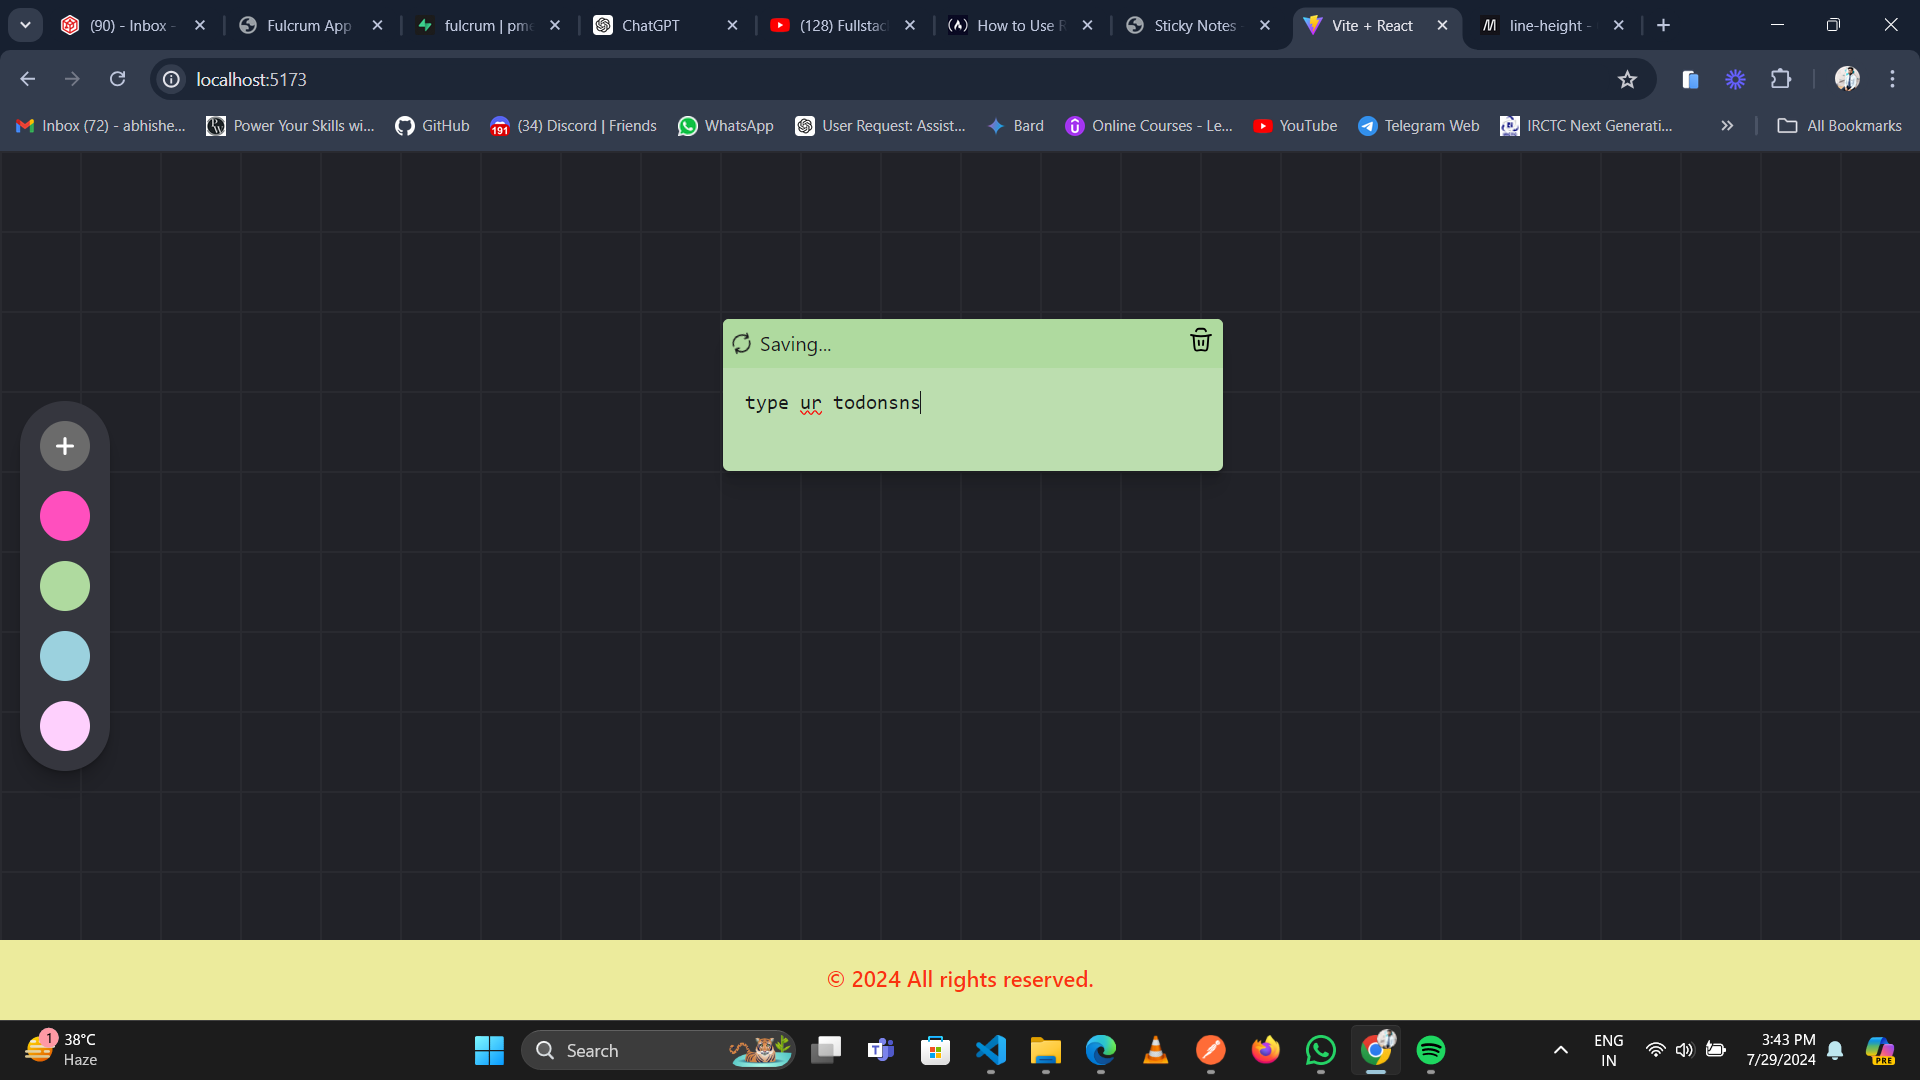 (90) - Inbox -
Fulcrum App
fulcrum | pme
ChatGPT
(128) Fullstac
How to Use R
Sticky Notes
Vite + React
line-height -
localhost:5173
Inbox (72) - abhishe...
Power Your Skills wi...
GitHub
191
(34) Discord | Friends
WhatsApp
User Request: Assist...
Bard
Online Courses - Le...
YouTube
Telegram Web
IRCTC Next Generati...
All Bookmarks
Saving...
type ur todonsns
© 2024 All rights reserved.
1
38°C
Haze
Search
ENG
IN
3:43 PM
7/29/2024
PRE